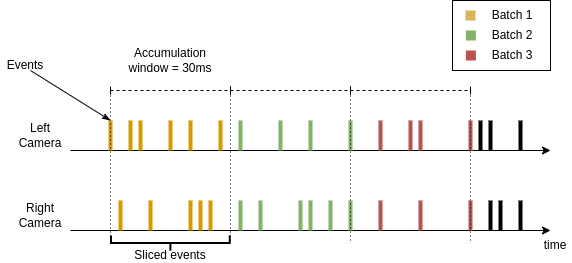 Batch 1
Batch 2
Batch 3
Accumulation
window = 30ms
Events
Left
Camera
Right
Camera
time
Sliced events